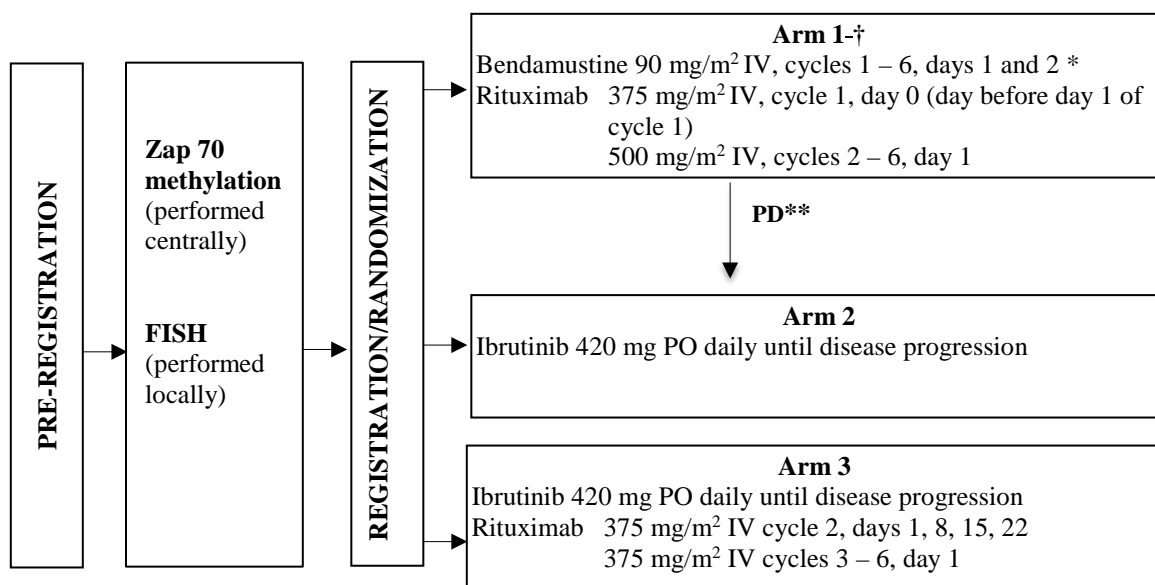 PRE-REGISTRATION
Zap 70
methylation
(performed
centrally)
FISH
(performed
locally)
REGISTRATION/RANDOMIZATION
Arm 1-†
Bendamustine 90 mg/m² IV, cycles 1 – 6, days 1 and 2 *
Rituximab 375 mg/m² IV, cycle 1, day 0 (day before day 1 of
cycle 1)
500 mg/m² IV, cycles 2 – 6, day 1
PD**
Arm 2
Ibrutinib 420 mg PO daily until disease progression
Arm 3
Ibrutinib 420 mg PO daily until disease progression
Rituximab 375 mg/m² IV cycle 2, days 1, 8, 15, 22
375 mg/m² IV cycles 3 – 6, day 1